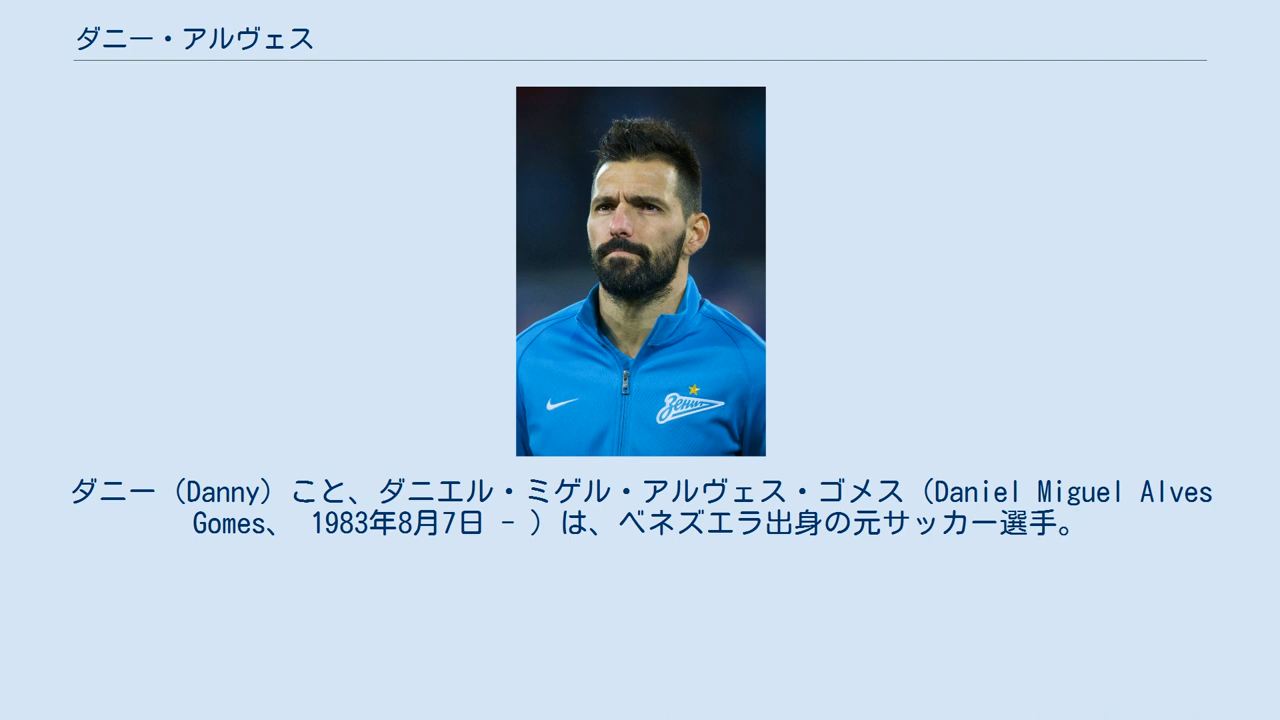 ダニー・アルヴェス
Зенит
ダニー（Danny）こと、ダニエル・ミゲル・アルヴェス・ゴメス（Daniel Miguel Alves
Gomes、 1983年8月7日 - ）は、ベネズエラ出身の元サッカー選手。